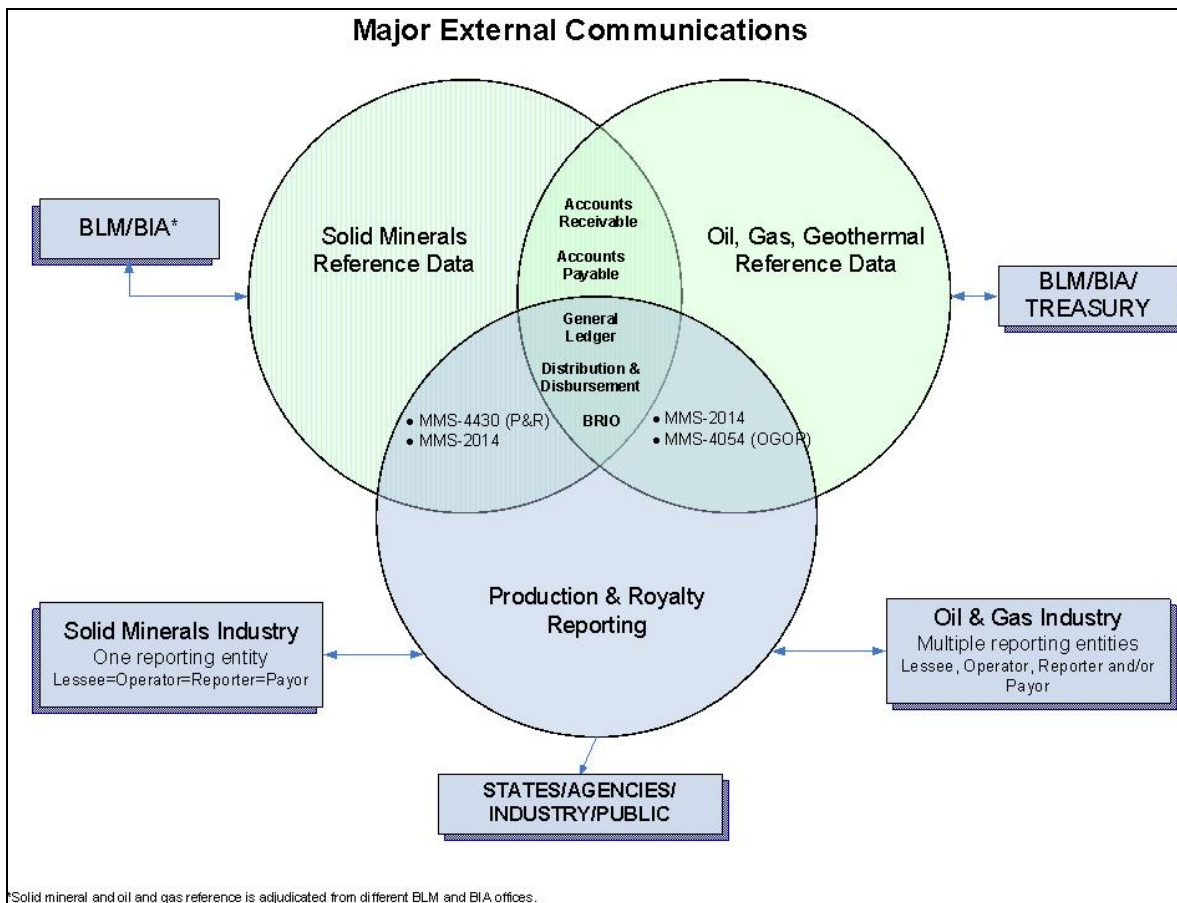 Major External Communications
BLM/BIA*
Solid Minerals
Reference Data
Accounts
Receivable
Accounts
Payable
Oil, Gas, Geothermal
Reference Data
BLM/BIA/
TREASURY
General
Ledger
Distribution &
Disbursement
BRIO
• MMS-4430 (P&R)
• MMS-2014
• MMS-2014
• MMS-4054 (OGOR)
Production & Royalty
Reporting
Solid Minerals Industry
One reporting entity
Lessee=Operator=Reporter=Payor
Oil & Gas Industry
Multiple reporting entities
Lessee, Operator, Reporter and/or
Payor
STATES/AGENCIES/
INDUSTRY/PUBLIC
*Solid mineral and oil and gas reference is adjudicated from different BLM and BIA offices.